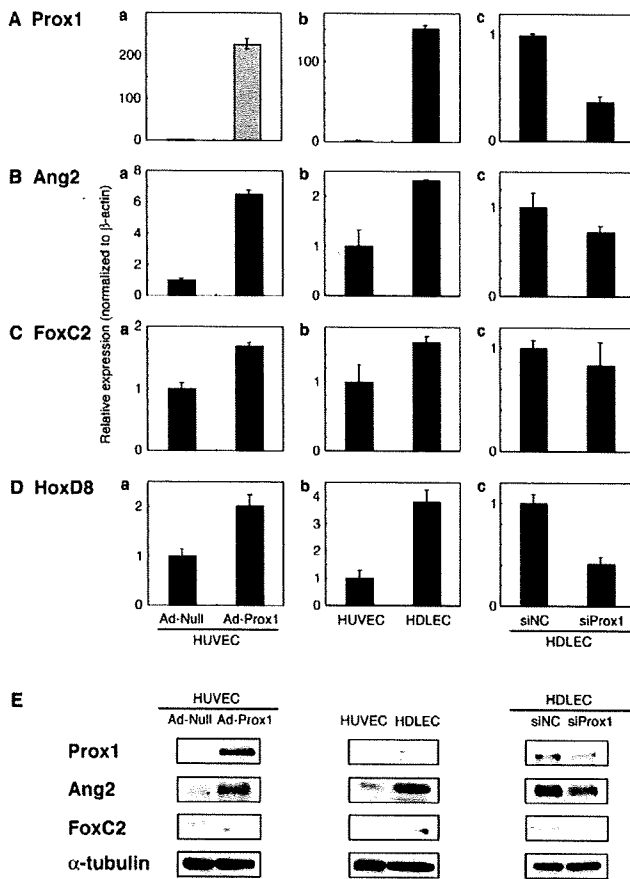 A Prox1 a b c
200
100
0
100
0
1
0
B Ang2 a b c
8
6
4
2
0
2
1
0
1
0
Relative expression (normalized to β-actin)
C FoxC2 a b c
2
1
0
1
0
1
0
D HoxD8 a b c
2
1
0
4
3
2
1
0
1
0
Ad-Null Ad-Prox1 HUVEC HDLEC siNC siProx1
HUVEC HDLEC
E HUVEC HDLEC
Ad-Null Ad-Prox1 HUVEC HDLEC siNC siProx1
Prox1
Ang2
FoxC2
α-tubulin